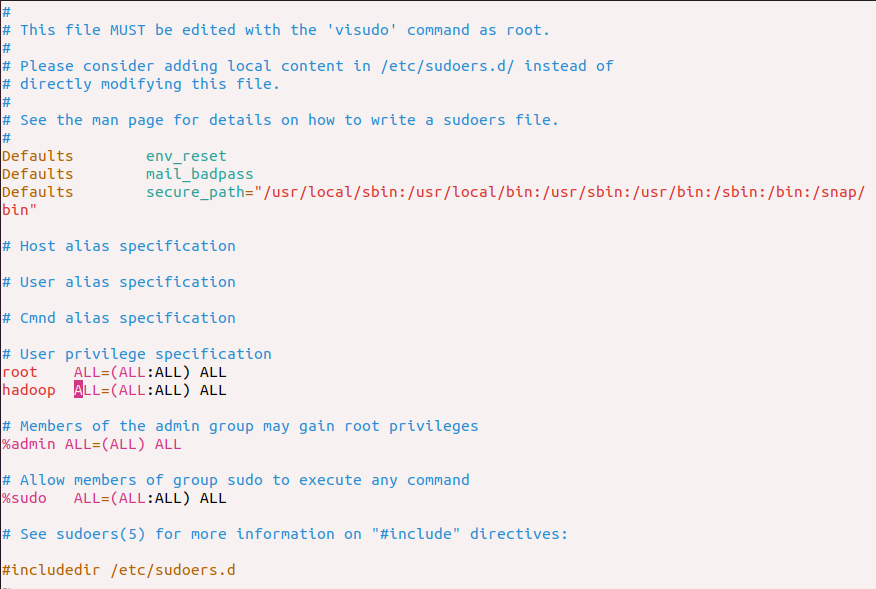 #
# This file MUST be edited with the 'visudo' command as root.
#
# Please consider adding local content in /etc/sudoers.d/ instead of
# directly modifying this file.
#
# See the man page for details on how to write a sudoers file.
#
Defaults        env_reset
Defaults        mail_badpass
Defaults        secure_path="/usr/local/sbin:/usr/local/bin:/usr/sbin:/usr/bin:/sbin:/bin:/snap/
bin"

# Host alias specification

# User alias specification

# Cmnd alias specification

# User privilege specification
root    ALL=(ALL:ALL) ALL
hadoop  ALL=(ALL:ALL) ALL

# Members of the admin group may gain root privileges
%admin ALL=(ALL) ALL

# Allow members of group sudo to execute any command
%sudo   ALL=(ALL:ALL) ALL

# See sudoers(5) for more information on "#include" directives:

#includedir /etc/sudoers.d